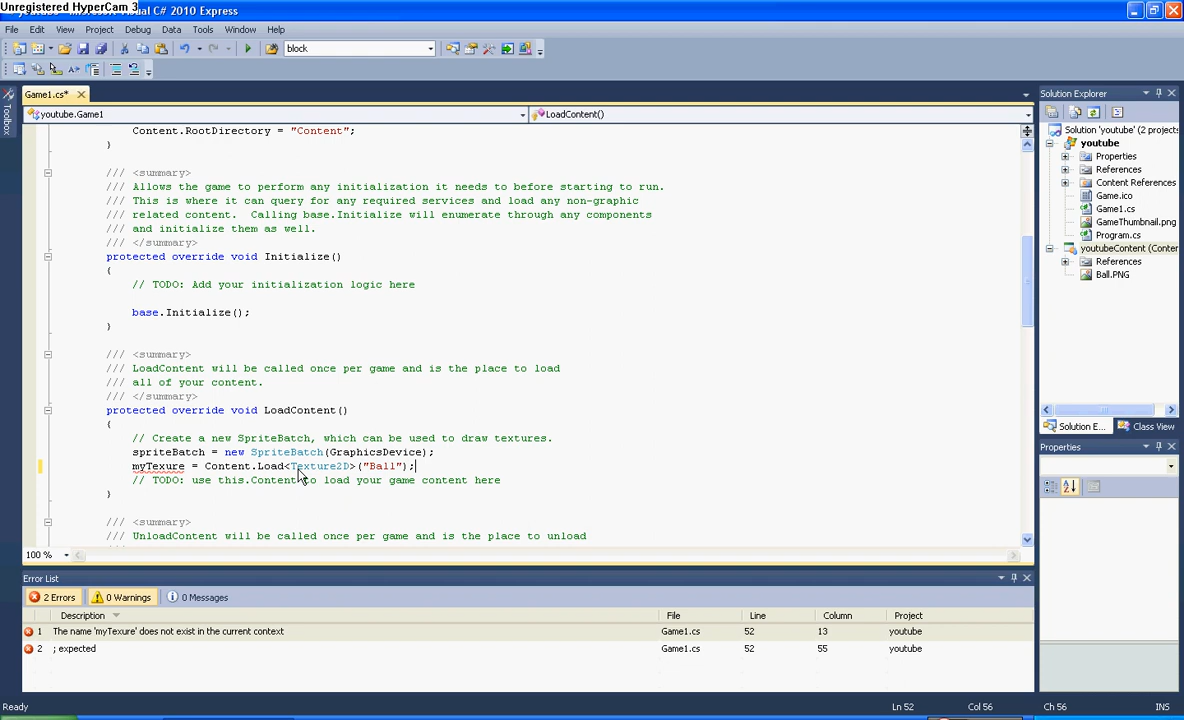 Unregistered HyperCam 3
Visual C# 2010 Express
File Edit View Project Debug Data Tools Window Help
block
Game1.cs*
youtube.Game1 LoadContent()
Toolbox
Content.RootDirectory = "Content";
}
/// <summary>
/// Allows the game to perform any initialization it needs to before starting to run.
/// This is where it can query for any required services and load any non-graphic
/// related content.  Calling base.Initialize will enumerate through any components
/// and initialize them as well.
/// </summary>
protected override void Initialize()
{
// TODO: Add your initialization logic here
base.Initialize();
}
/// <summary>
/// LoadContent will be called once per game and is the place to load
/// all of your content.
/// </summary>
protected override void LoadContent()
{
// Create a new SpriteBatch, which can be used to draw textures.
spriteBatch = new SpriteBatch(GraphicsDevice);
myTexure = Content.Load<Texture2D>("Ball");
// TODO: use this.Content to load your game content here
}
/// <summary>
/// UnloadContent will be called once per game and is the place to unload
100 %
Solution Explorer
Solution 'youtube' (2 projects
youtube
Properties
References
Content References
Game.ico
Game1.cs
GameThumbnail.png
Program.cs
youtubeContent (Conter
References
Ball.PNG
Solution E... Class View
Properties
Error List
2 Errors 0 Warnings 0 Messages
Description File Line Column Project
1 The name 'myTexure' does not exist in the current context Game1.cs 52 13 youtube
2 ; expected Game1.cs 52 55 youtube
Ready Ln 52 Col 56 Ch 56 INS